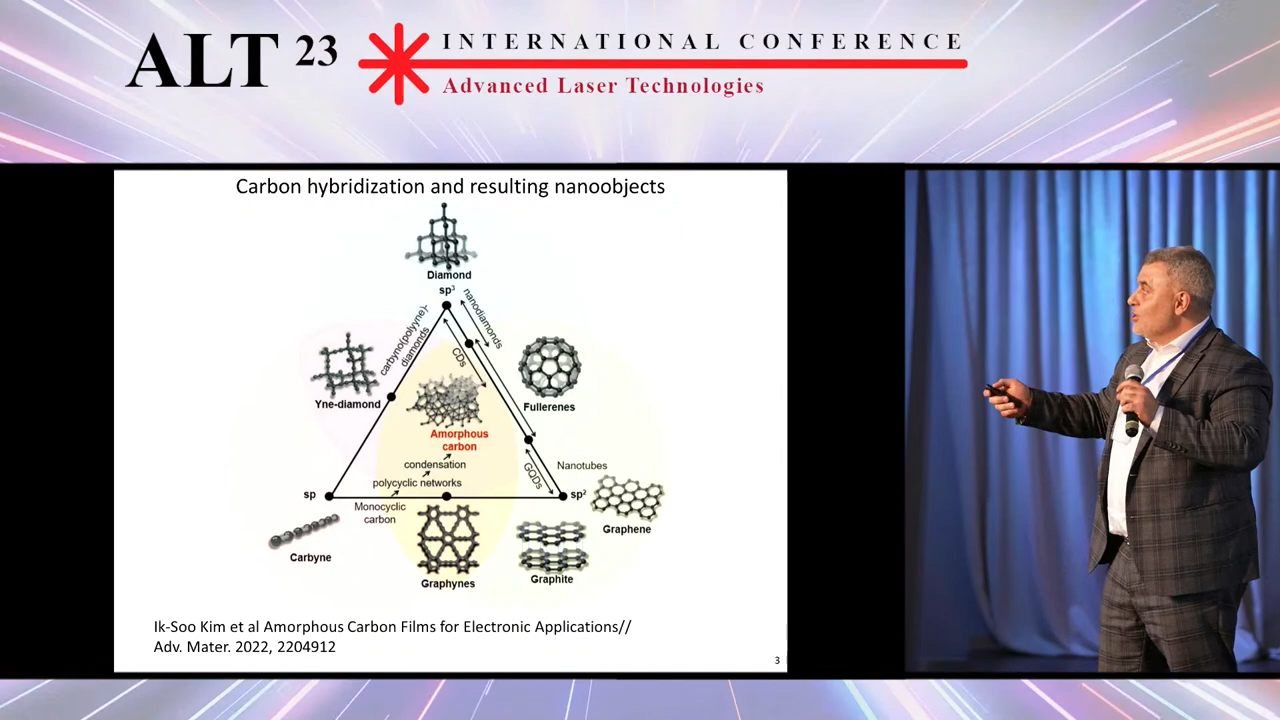 ALT 23
INTERNATIONAL CONFERENCE
Advanced Laser Technologies
Carbon hybridization and resulting nanoobjects
Diamond
sp³
nanodiamonds
carbyno(polyyne)-
diamonds
CDs
Yne-diamond
Fullerenes
Amorphous
carbon
condensation
polycyclic networks
GQDs
Nanotubes
sp
sp²
Monocyclic
carbon
Graphene
Carbyne
Graphynes
Graphite
Ik-Soo Kim et al Amorphous Carbon Films for Electronic Applications//
Adv. Mater. 2022, 2204912
3